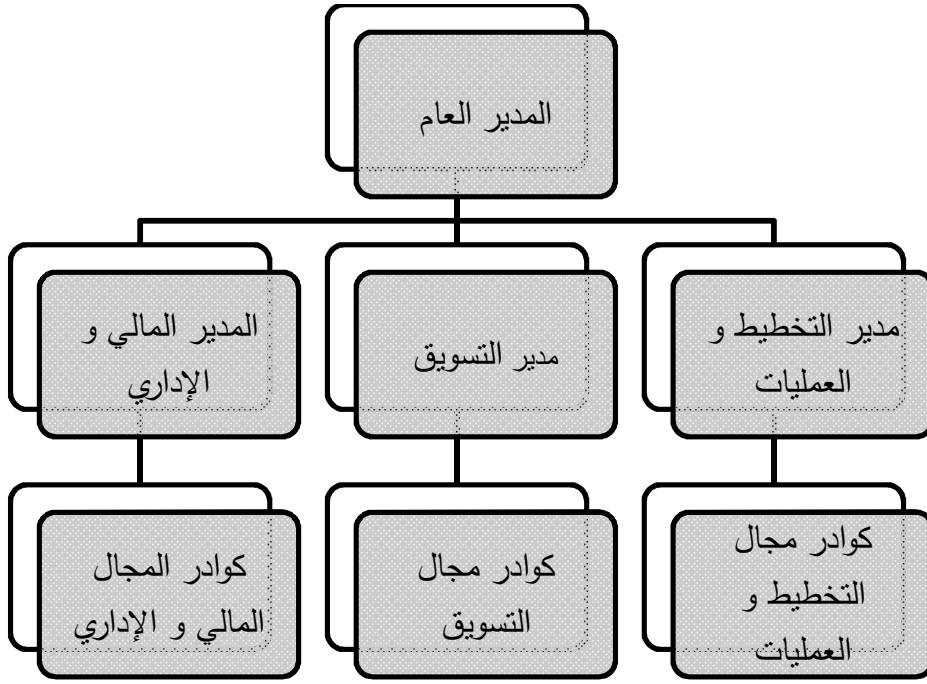 المدير العام
مدير التخطيط و
العمليات
مدير التسويق
المدير المالي و
الإداري
كوادر مجال
التخطيط و
العمليات
كوادر مجال
التسويق
كوادر المجال
المالي و الإداري